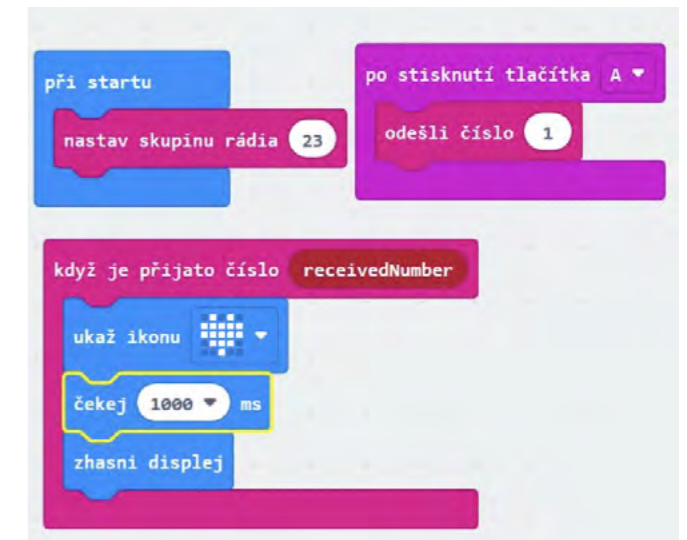 při startu
nastav skupinu rádia 23
po stisknutí tlačítka A
odešli číslo 1
když je přijato číslo receivedNumber
ukaž ikonu
čekej 1000 ms
zhasni displej